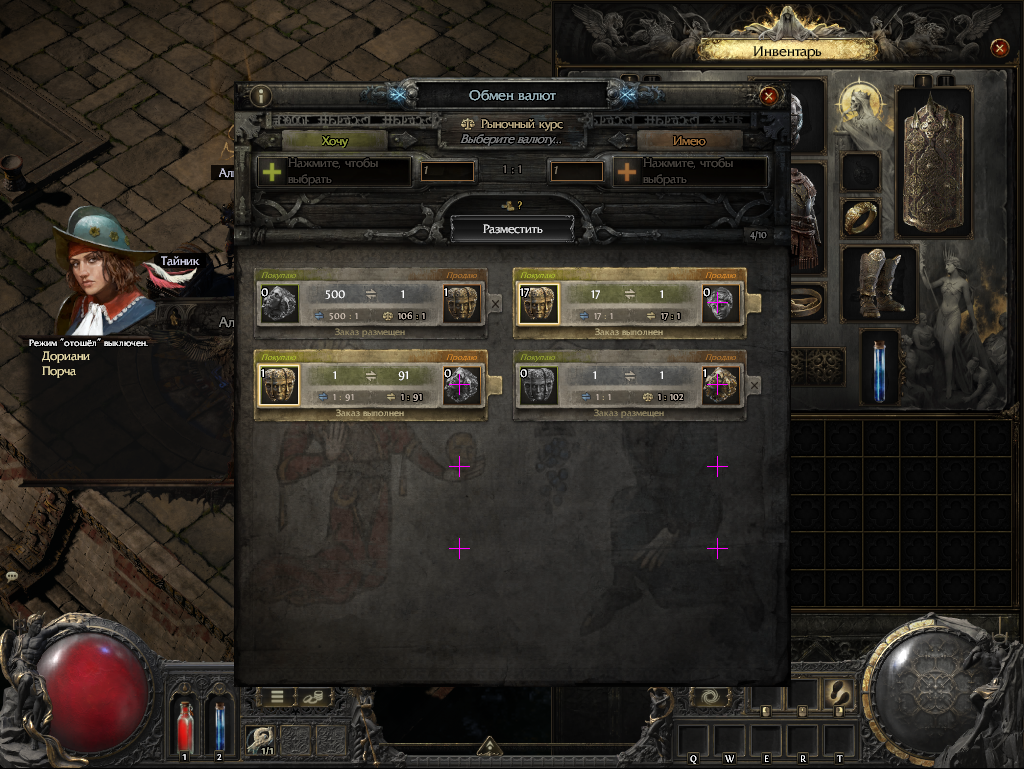 Инвентарь
Обмен валют
Рыночный курс
Хочу
Выберите валюту...
Имею
Нажмите, чтобы выбрать
1
1 : 1
1
Нажмите, чтобы выбрать
?
Разместить
4/10
Ал
Тайник
Ал
Режим "отошёл" выключен.
Дориани
Порча
Покупаю
Продаю
0
500
1
1
500 : 1
106 : 1
Заказ размещен
Покупаю
Продаю
17
17
1
0
17 : 1
17 : 1
Заказ выполнен
Покупаю
Продаю
1
1
91
0
1 : 91
1 : 91
Заказ выполнен
Покупаю
Продаю
0
1
1
1
1 : 1
1 : 102
Заказ размещен
1
2
1/1
Q
W
E
R
T